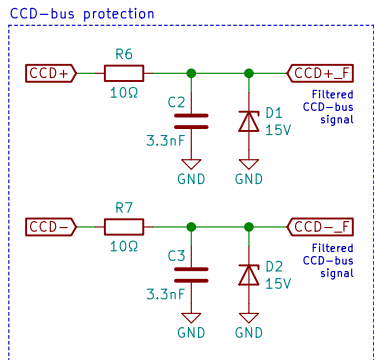 CCD-bus protection
R6
CCD+
CCD+_F
10Ω
Filtered
CCD-bus
signal
C2
D1
15V
3.3nF
GND
GND
R7
CCD-
CCD-_F
10Ω
Filtered
CCD-bus
signal
C3
D2
15V
3.3nF
GND
GND